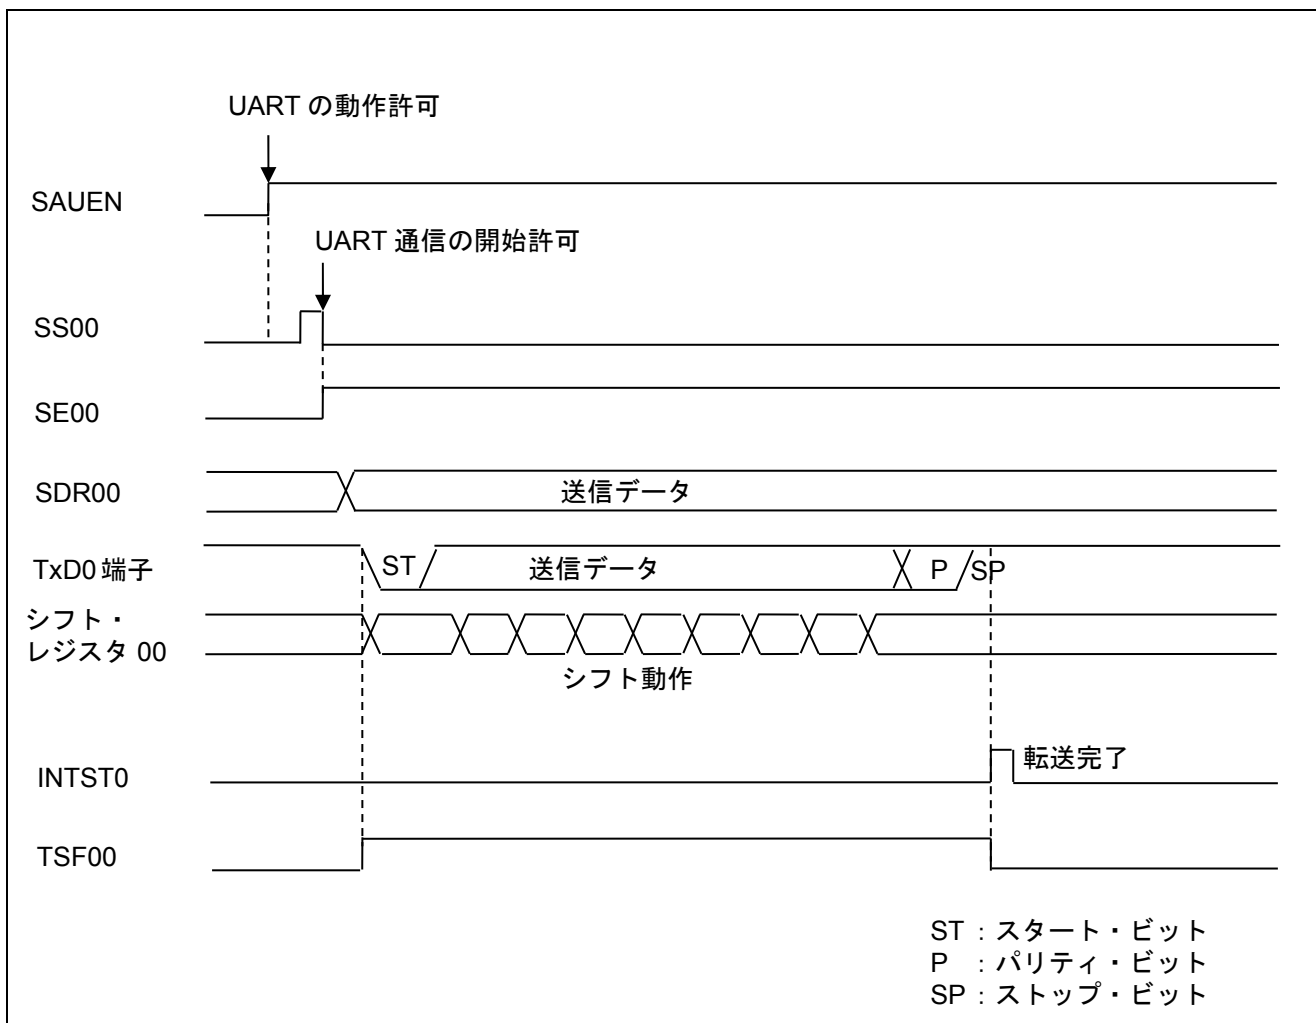 UART の動作許可
SAUEN
UART 通信の開始許可
SS00
SE00
SDR00
送信データ
TxD0 端子
ST
送信データ
P
SP
シフト・
レジスタ 00
シフト動作
INTST0
転送完了
TSF00
ST : スタート・ビット
P : パリティ・ビット
SP : ストップ・ビット